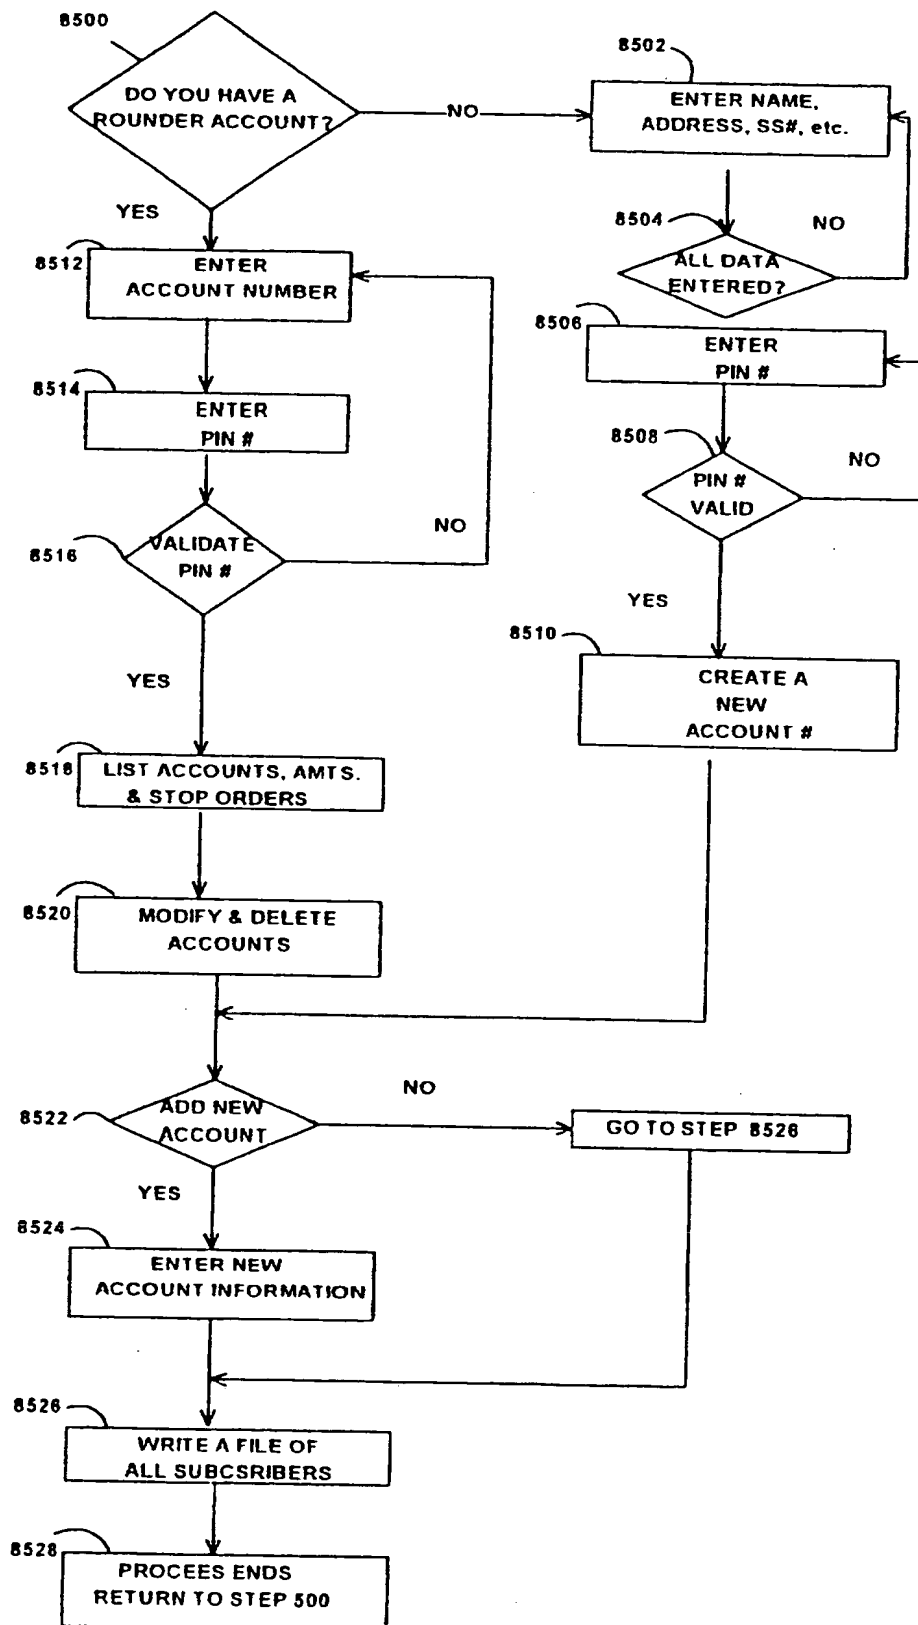 8500
DO YOU HAVE A
ROUNDER ACCOUNT?
NO
8502
ENTER NAME,
ADDRESS, SS#, etc.
YES
8504
NO
ALL DATA
ENTERED?
8512
ENTER
ACCOUNT NUMBER
8506
ENTER
PIN #
8514
ENTER
PIN #
8508
NO
PIN #
VALID
NO
8516
VALIDATE
PIN #
YES
8510
CREATE A
NEW
ACCOUNT #
YES
8518
LIST ACCOUNTS, AMTS.
& STOP ORDERS
8520
MODIFY & DELETE
ACCOUNTS
NO
8522
ADD NEW
ACCOUNT
GO TO STEP 8526
YES
8524
ENTER NEW
ACCOUNT INFORMATION
8526
WRITE A FILE OF
ALL SUBCSRIBERS
8528
PROCEES ENDS
RETURN TO STEP 500